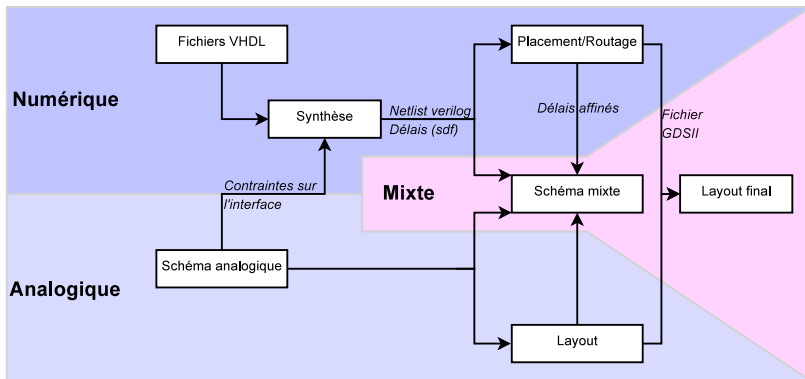 Fichiers VHDL
Placement/Routage
Numérique
Synthèse
Netlist verilog
Délais (sdf)
Délais affinés
Fichier
GDSII
Contraintes sur
l'interface
Mixte
Schéma mixte
Layout final
Schéma analogique
Analogique
Layout